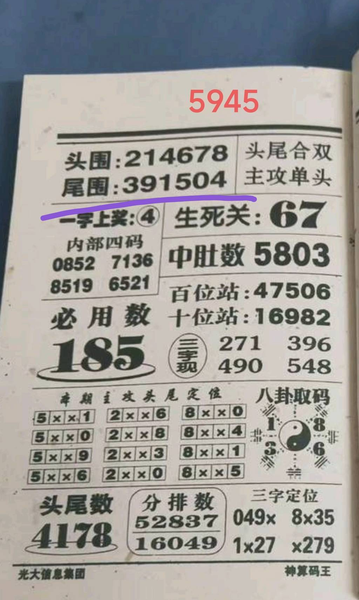 5945
头围:214678 头尾合双
尾围:391504 主攻单头
一字上奖:④ 生死关:67
内部四码 中肚数 5803
0852 7136
8519 6521
百位站:47506
必用数 十位站:16982
185 三字现 271 396
490 548
本期主攻头尾定位 八卦取码
5××1 2××6 8××0 1 8
5××0 2××8 8××4
5××9 2××3 8××1 3 6
5××6 2××0 8××5
头尾数 分排数 三字定位
4178 52837 049× 8×35
16049 1×27 ×279
光大信息集团 神算码王